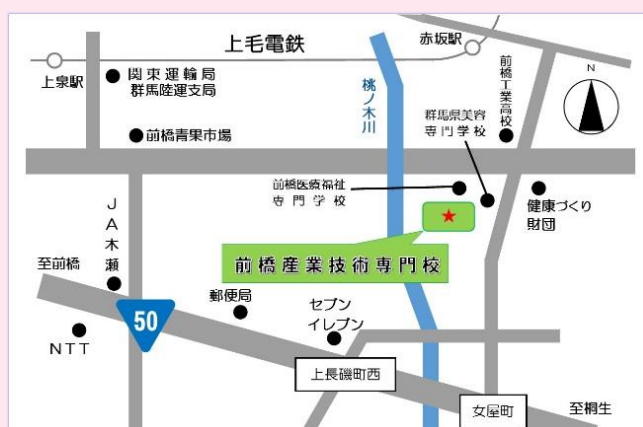 上毛電鉄
赤坂駅
上泉駅
関東運輸局
群馬陸運支局
桃ノ木川
前橋工業高校
N
群馬県美容
専門学校
前橋青果市場
前橋医療福祉
専門学校
健康づくり
財団
JA木瀬
前橋産業技術専門校
至前橋
50
郵便局
セブン
イレブン
NTT
上長磯町西
女屋町
至桐生